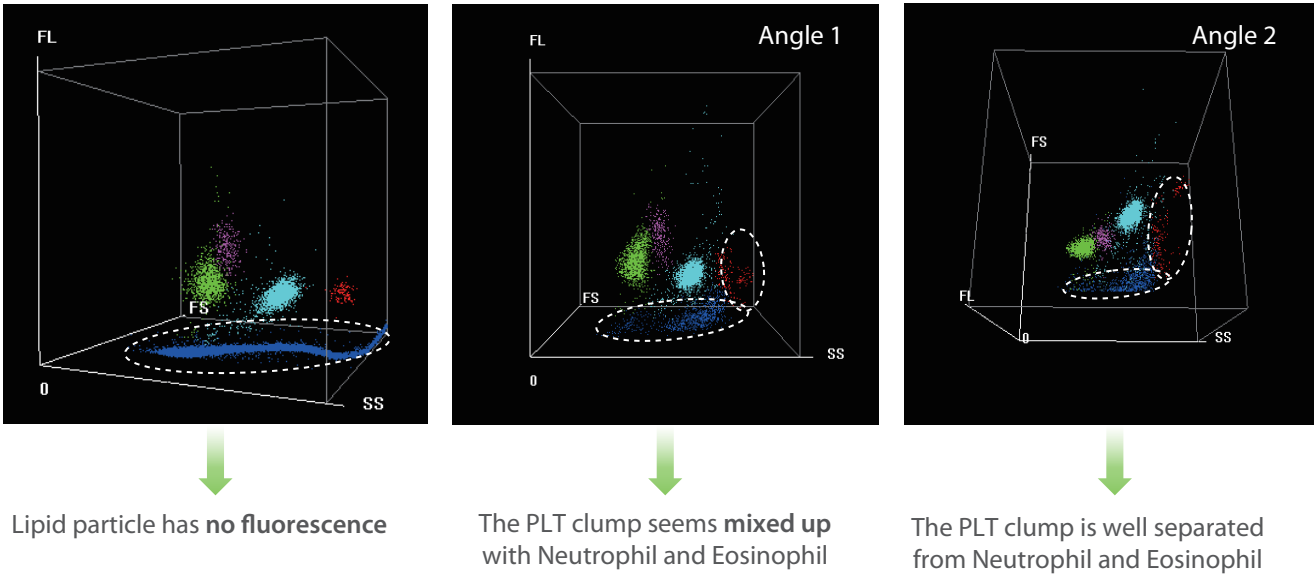 FL
FS
0
SS
Angle 1
FL
FS
SS
0
Angle 2
FS
FL
0
SS
Lipid particle has no fluorescence
The PLT clump seems mixed up
with Neutrophil and Eosinophil
The PLT clump is well separated
from Neutrophil and Eosinophil